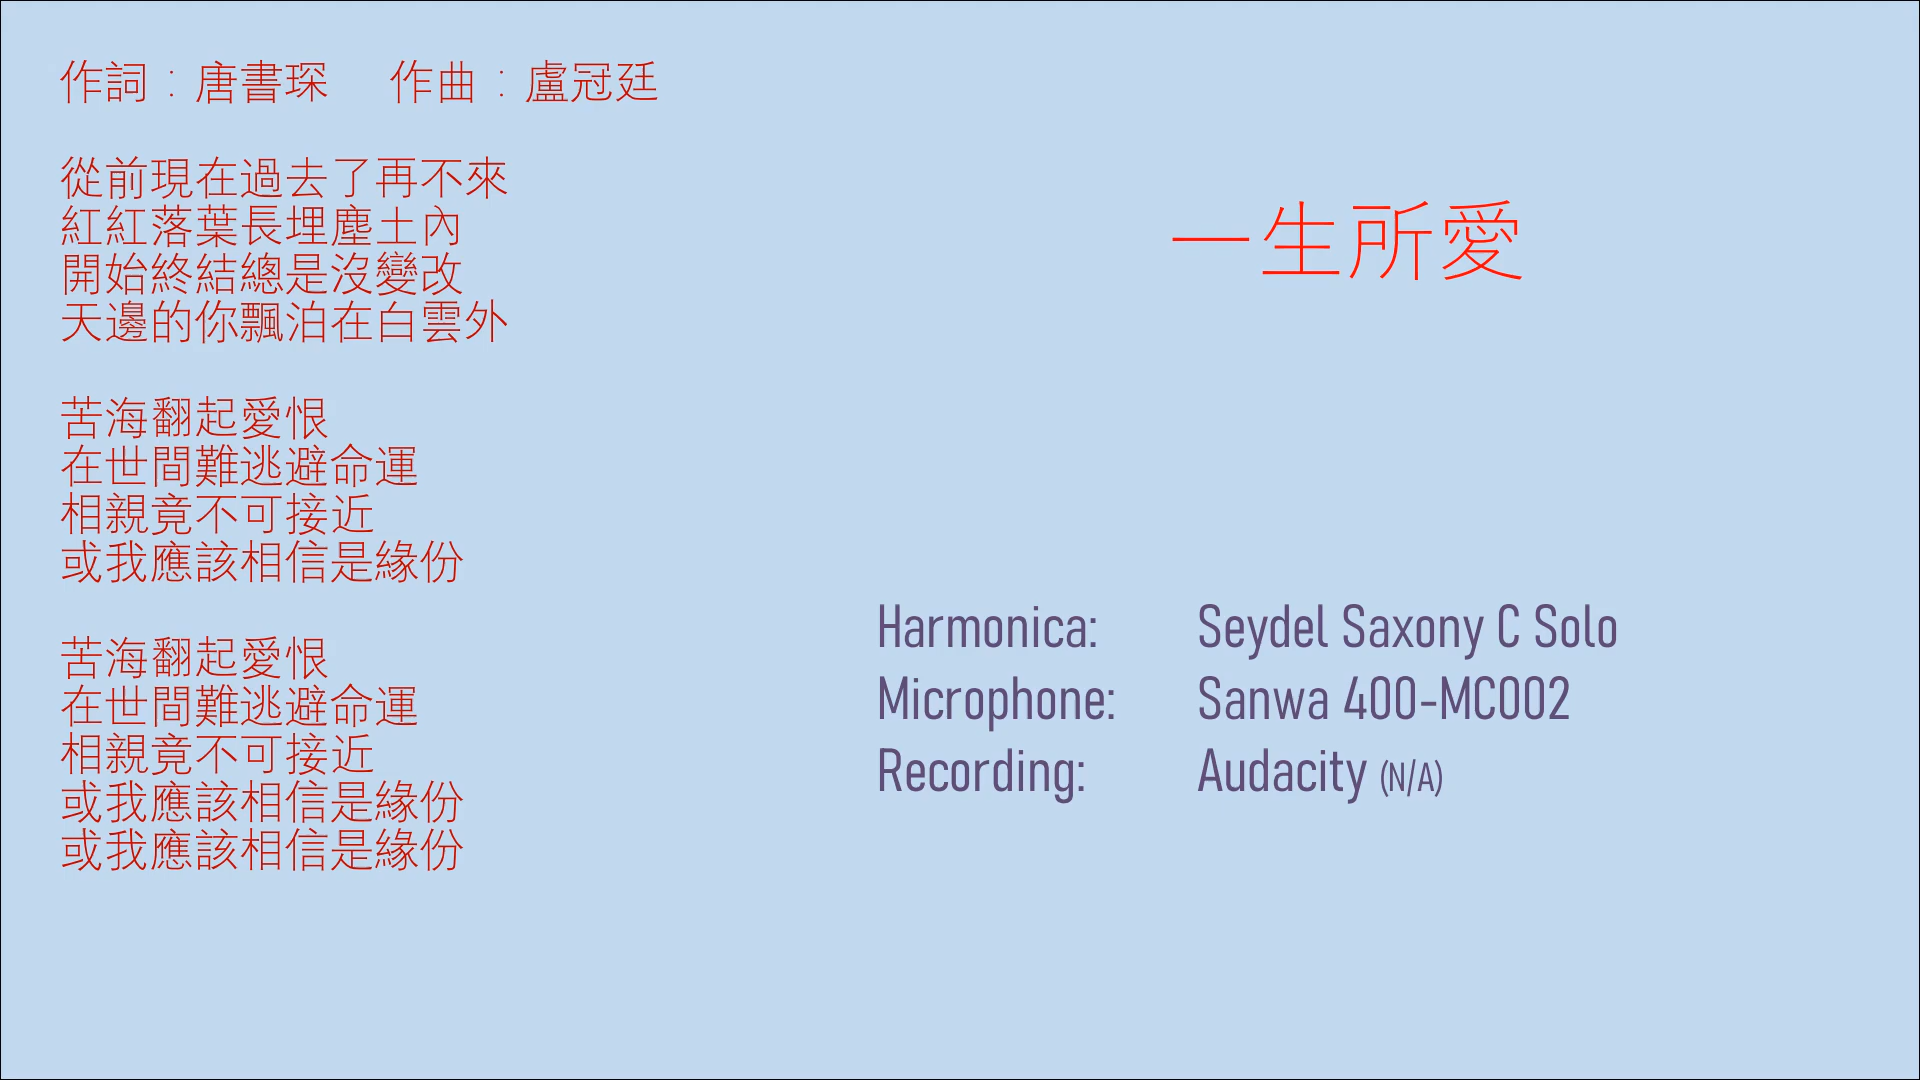 作詞：唐書琛　作曲：盧冠廷
從前現在過去了再不來
紅紅落葉長埋塵土內
開始終結總是沒變改
天邊的你飄泊在白雲外
苦海翻起愛恨
在世間難逃避命運
相親竟不可接近
或我應該相信是緣份
苦海翻起愛恨
在世間難逃避命運
相親竟不可接近
或我應該相信是緣份
或我應該相信是緣份
一生所愛
Harmonica: Seydel Saxony C Solo
Microphone: Sanwa 400-MC002
Recording: Audacity (N/A)